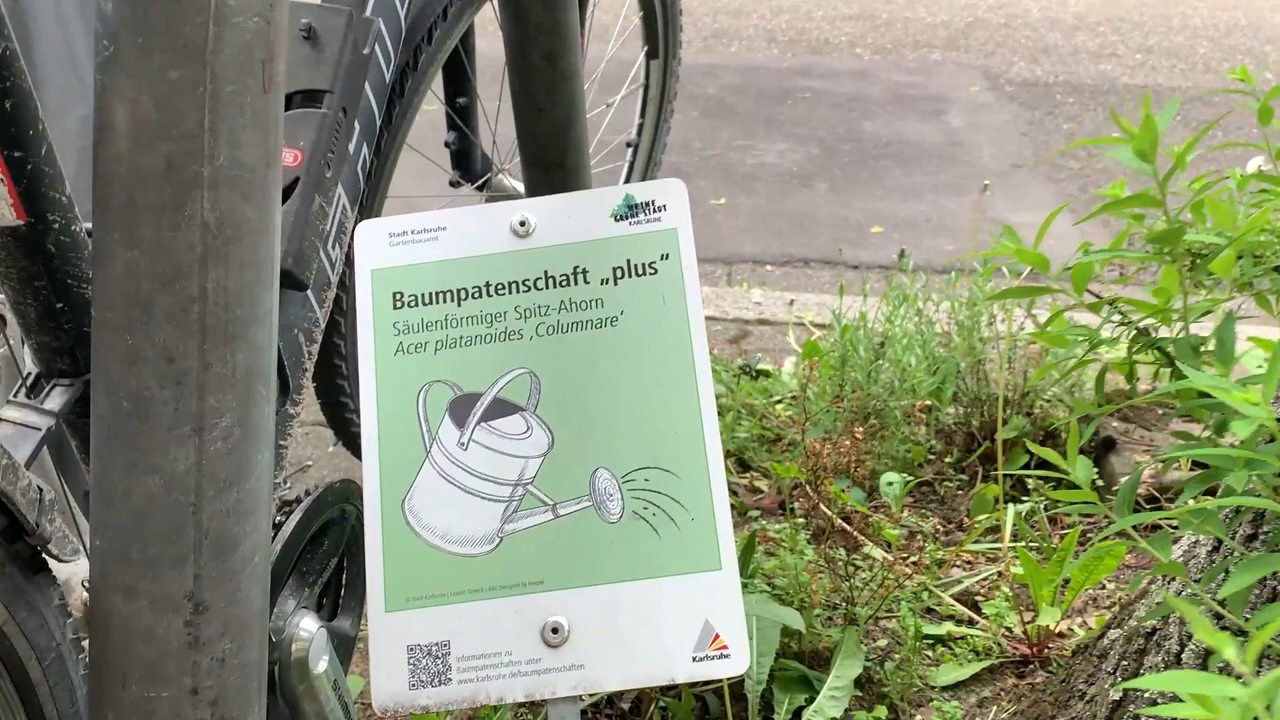 Stadt Karlsruhe
Gartenbauamt
MEINE
GRÜNE STADT
KARLSRUHE
Baumpatenschaft „plus“
Säulenförmiger Spitz-Ahorn
Acer platanoides ‚Columnare‘
Informationen zu
Baumpatenschaften unter:
www.karlsruhe.de/baumpatenschaften
Karlsruhe